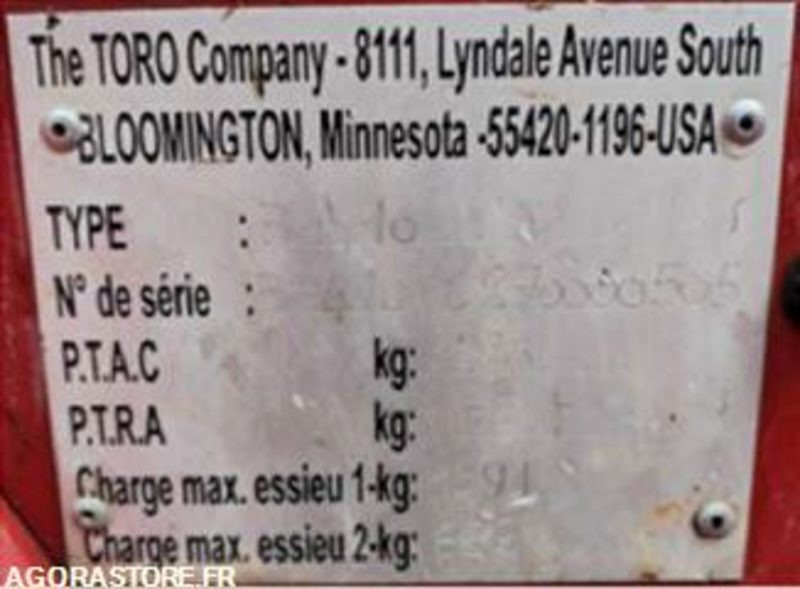 The TORO Company - 8111, Lyndale Avenue South
BLOOMINGTON, Minnesota -55420-1196-USA
TYPE :
N° de série : 270000505
P.T.A.C kg:
P.T.R.A kg:
Charge max. essieu 1-kg:
Charge max. essieu 2-kg:
AGORASTORE.FR